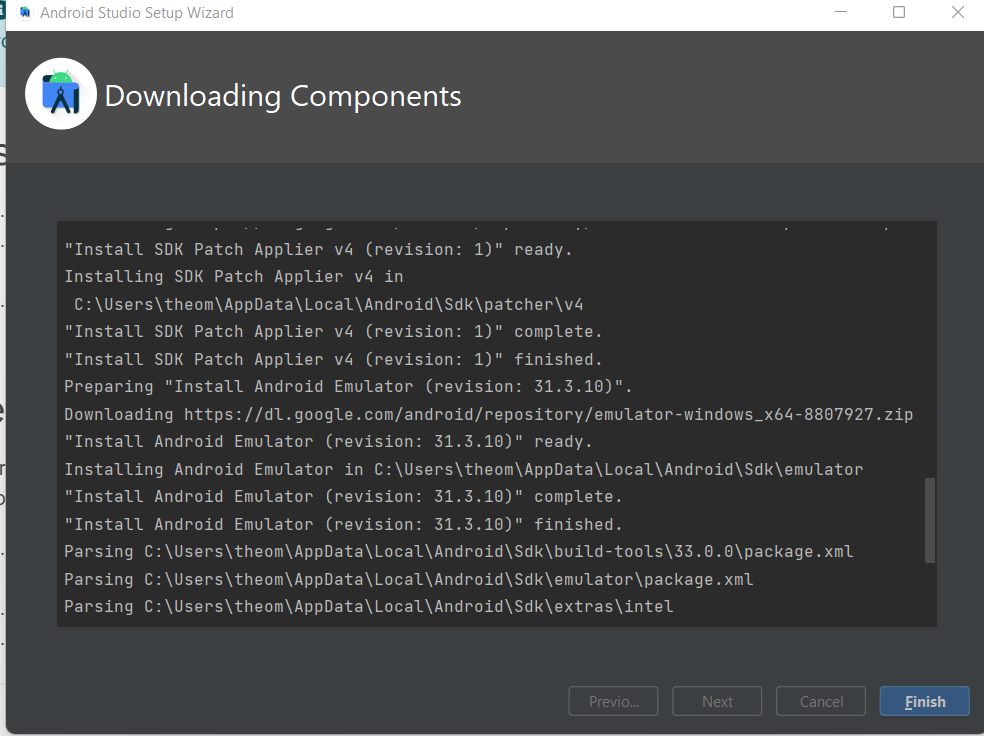 Android Studio Setup Wizard
Downloading Components
"Install SDK Patch Applier v4 (revision: 1)" ready.
Installing SDK Patch Applier v4 in
C:\Users\theom\AppData\Local\Android\Sdk\patcher\v4
"Install SDK Patch Applier v4 (revision: 1)" complete.
"Install SDK Patch Applier v4 (revision: 1)" finished.
Preparing "Install Android Emulator (revision: 31.3.10)".
Downloading https://dl.google.com/android/repository/emulator-windows_x64-8807927.zip
"Install Android Emulator (revision: 31.3.10)" ready.
Installing Android Emulator in C:\Users\theom\AppData\Local\Android\Sdk\emulator
"Install Android Emulator (revision: 31.3.10)" complete.
"Install Android Emulator (revision: 31.3.10)" finished.
Parsing C:\Users\theom\AppData\Local\Android\Sdk\build-tools\33.0.0\package.xml
Parsing C:\Users\theom\AppData\Local\Android\Sdk\emulator\package.xml
Parsing C:\Users\theom\AppData\Local\Android\Sdk\extras\intel
Previo...
Next
Cancel
Finish